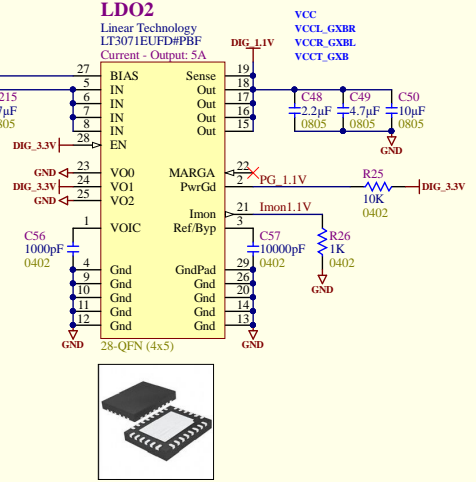 LDO2
Linear Technology
LT3071EUFD#PBF
Current - Output: 5A
VCC
VCCL_GXBR
VCCR_GXBL
VCCT_GXB
DIG_1.1V
27 BIAS Sense 19
5 IN Out 18
6 IN Out 17
7 IN Out 16
8 IN Out 15
28 EN
DIG_3.3V
215
7µF
805
C48 C49 C50
2.2µF 4.7µF 10µF
0805 0805 0805
GND
GND 23 VO0 MARGA 22
DIG_3.3V 24 VO1 PwrGd 2 PG_1.1V
GND 25 VO2
R25
10K
0402
DIG_3.3V
Imon 21 Imon1.1V
1 VOIC Ref/Byp 3
C56
1000pF
0402
C57
10000pF
0402
R26
1K
0402
GND
4 Gnd GndPad 29
9 Gnd Gnd 26
10 Gnd Gnd 20
11 Gnd Gnd 14
12 Gnd Gnd 13
GND GND
28-QFN (4x5)